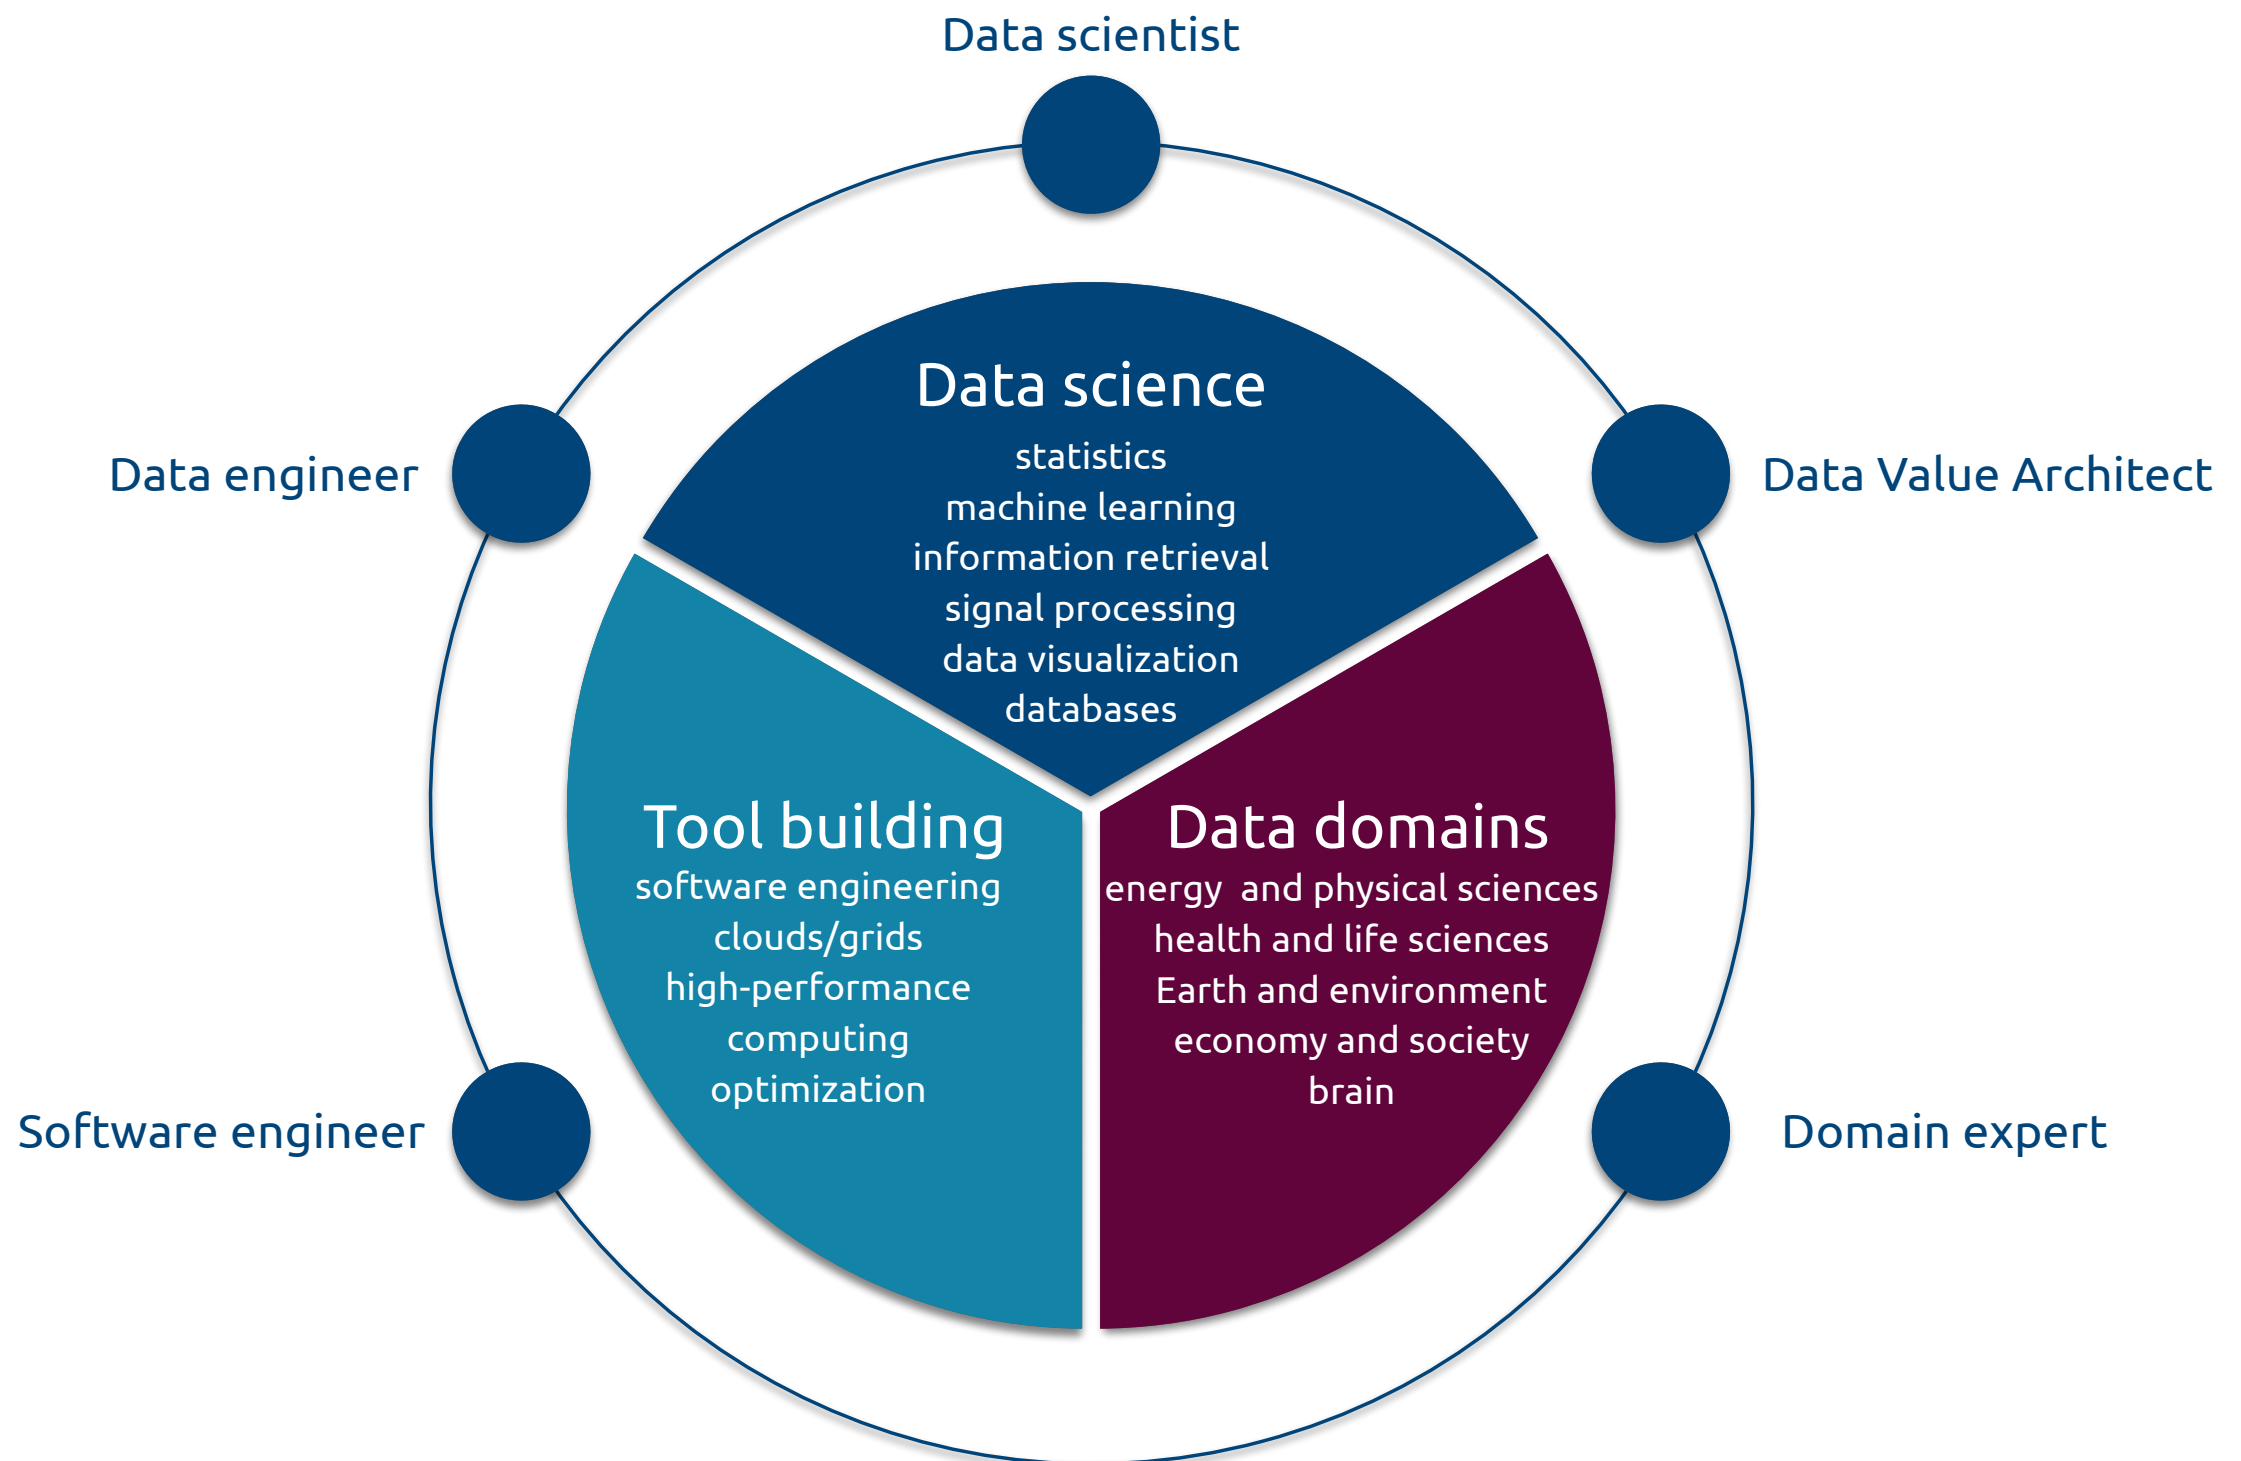 Data scientist
Data engineer
Data Value Architect
Data science
statistics
machine learning
information retrieval
signal processing
data visualization
databases
Tool building
software engineering
clouds/grids
high-performance
computing
optimization
Data domains
energy  and physical sciences
health and life sciences
Earth and environment
economy and society
brain
Software engineer
Domain expert